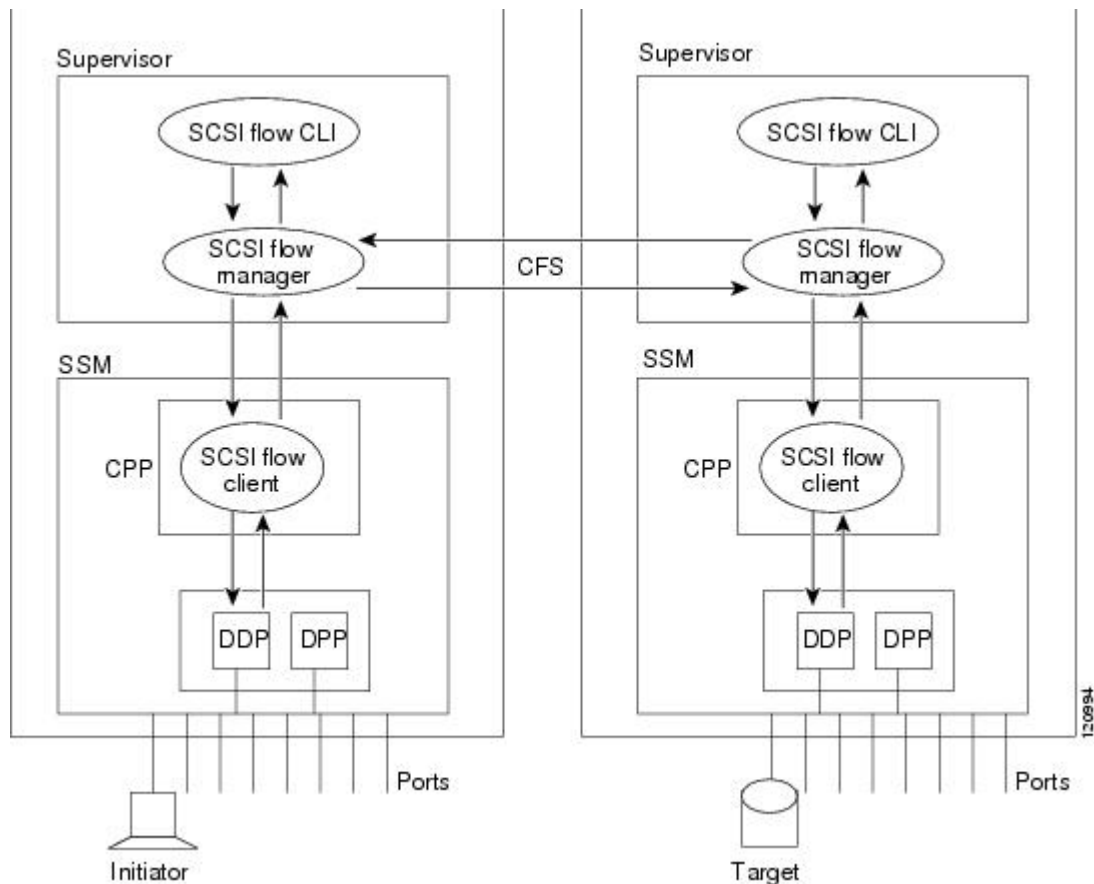 Supervisor
SCSI flow CLI
SCSI flow
manager
SSM
CPP
SCSI flow
client
DDP
DPP
Ports
Initiator
CFS
Supervisor
SCSI flow CLI
SCSI flow
manager
SSM
CPP
SCSI flow
client
DDP
DPP
Ports
Target
120994